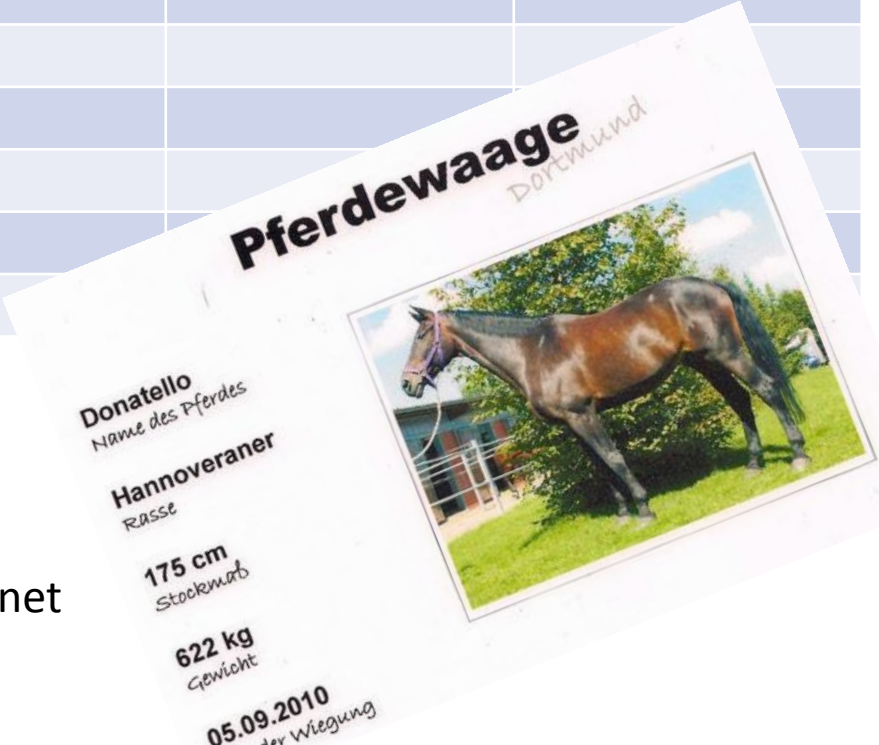 Pferdewaage
Dortmund
Donatello
Name des Pferdes
Hannoveraner
Rasse
175 cm
Stockmaß
622 kg
Gewicht
05.09.2010
der Wiegung
net